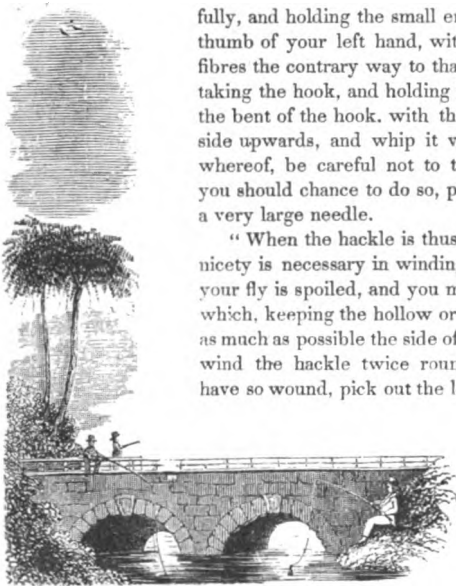 fully, and holding the small e
thumb of your left hand, wit
fibres the contrary way to tha
taking the hook, and holding
the bent of the hook. with th
side upwards, and whip it v
whereof, be careful not to t
you should chance to do so, p
a very large needle.
“ When the hackle is thus
nicety is necessary in winding
your fly is spoiled, and you m
which, keeping the hollow or
as much as possible the side of
wind the hackle twice roun
have so wound, pick out the l